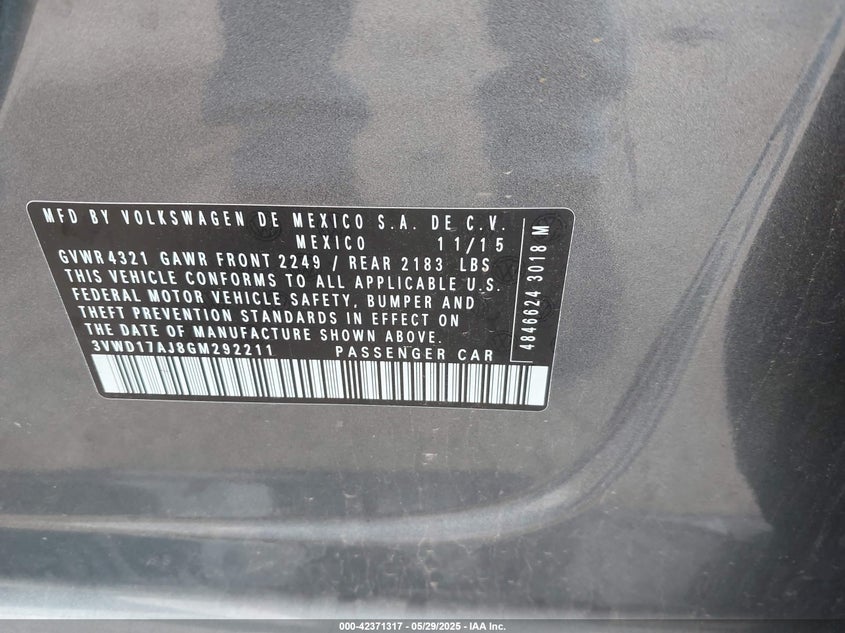 MFD BY VOLKSWAGEN DE MEXICO S.A. DE C.V.
MEXICO 11/15
GVWR 4321 GAWR FRONT 2249 / REAR 2183 LBS
THIS VEHICLE CONFORMS TO ALL APPLICABLE U.S.
FEDERAL MOTOR VEHICLE SAFETY, BUMPER AND
THEFT PREVENTION STANDARDS IN EFFECT ON
THE DATE OF MANUFACTURE SHOWN ABOVE.
3VWD17AJ8GM292211 PASSENGER CAR
4846624 3018 M
000-42371317 - 05/29/2025 - IAA Inc.